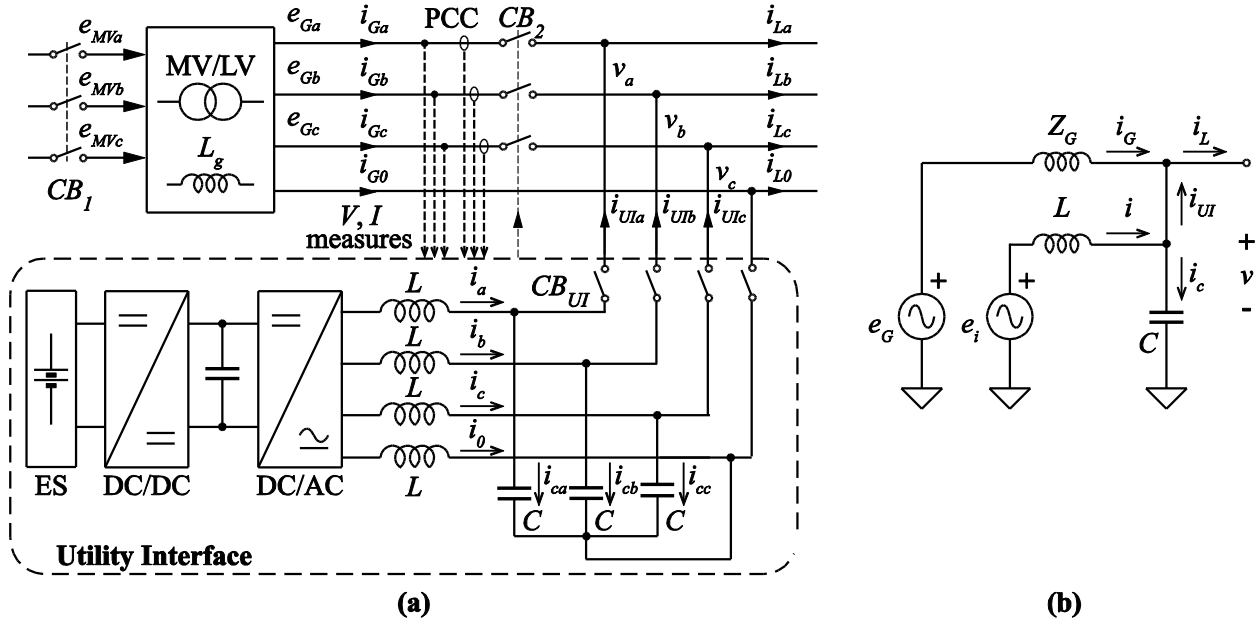 e_Ga i_Ga PCC CB_2 i_La
e_MVa
MV/LV
e_Gb i_Gb v_a i_Lb
e_MVb
e_Gc i_Gc v_b i_Lc
e_MVc
L_g
CB_1
i_G0 v_c i_L0
V, I
measures
i_UIa i_UIb i_UIc
L i_a CB_UI
L i_b
L i_c
L i_0
ES DC/DC DC/AC
i_ca i_cb i_cc
C C C
Utility Interface
(a)
Z_G i_G i_L
L i i_UI
+ + +
e_G e_i i_c v
C -
(b)